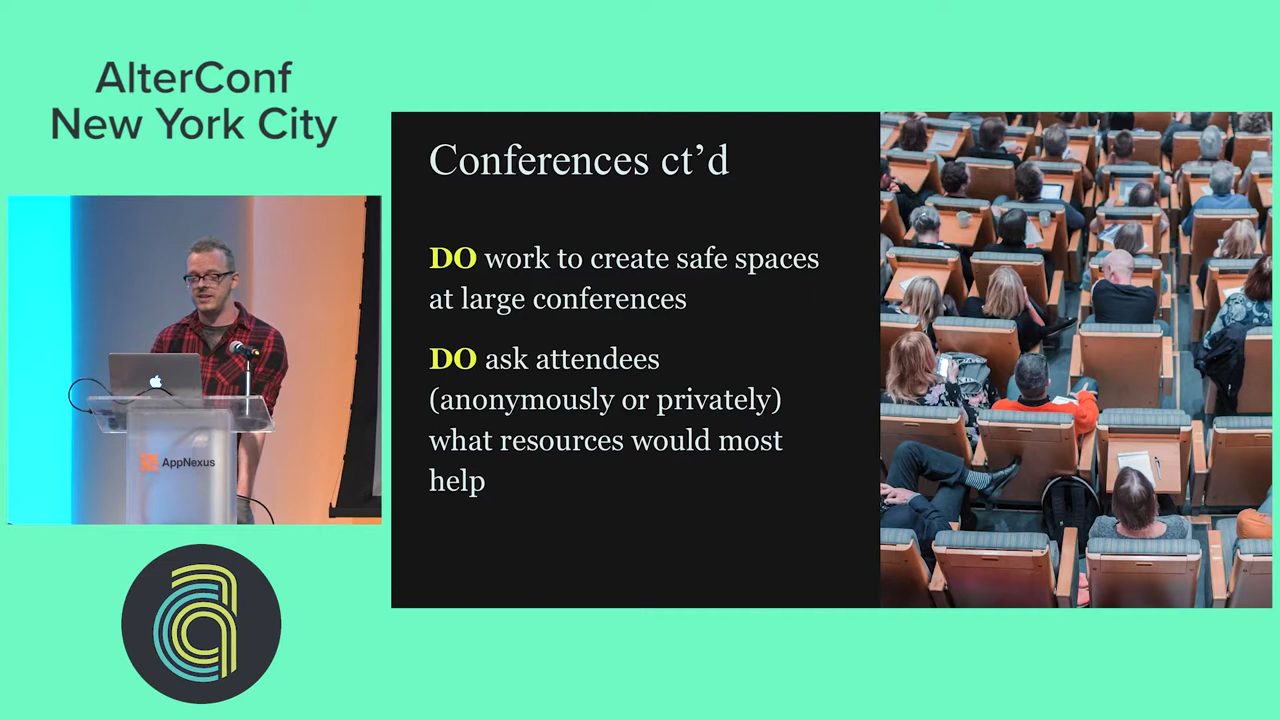 AlterConf
New York City
Conferences ct’d
DO work to create safe spaces
at large conferences
DO ask attendees
(anonymously or privately)
what resources would most
help
AppNexus